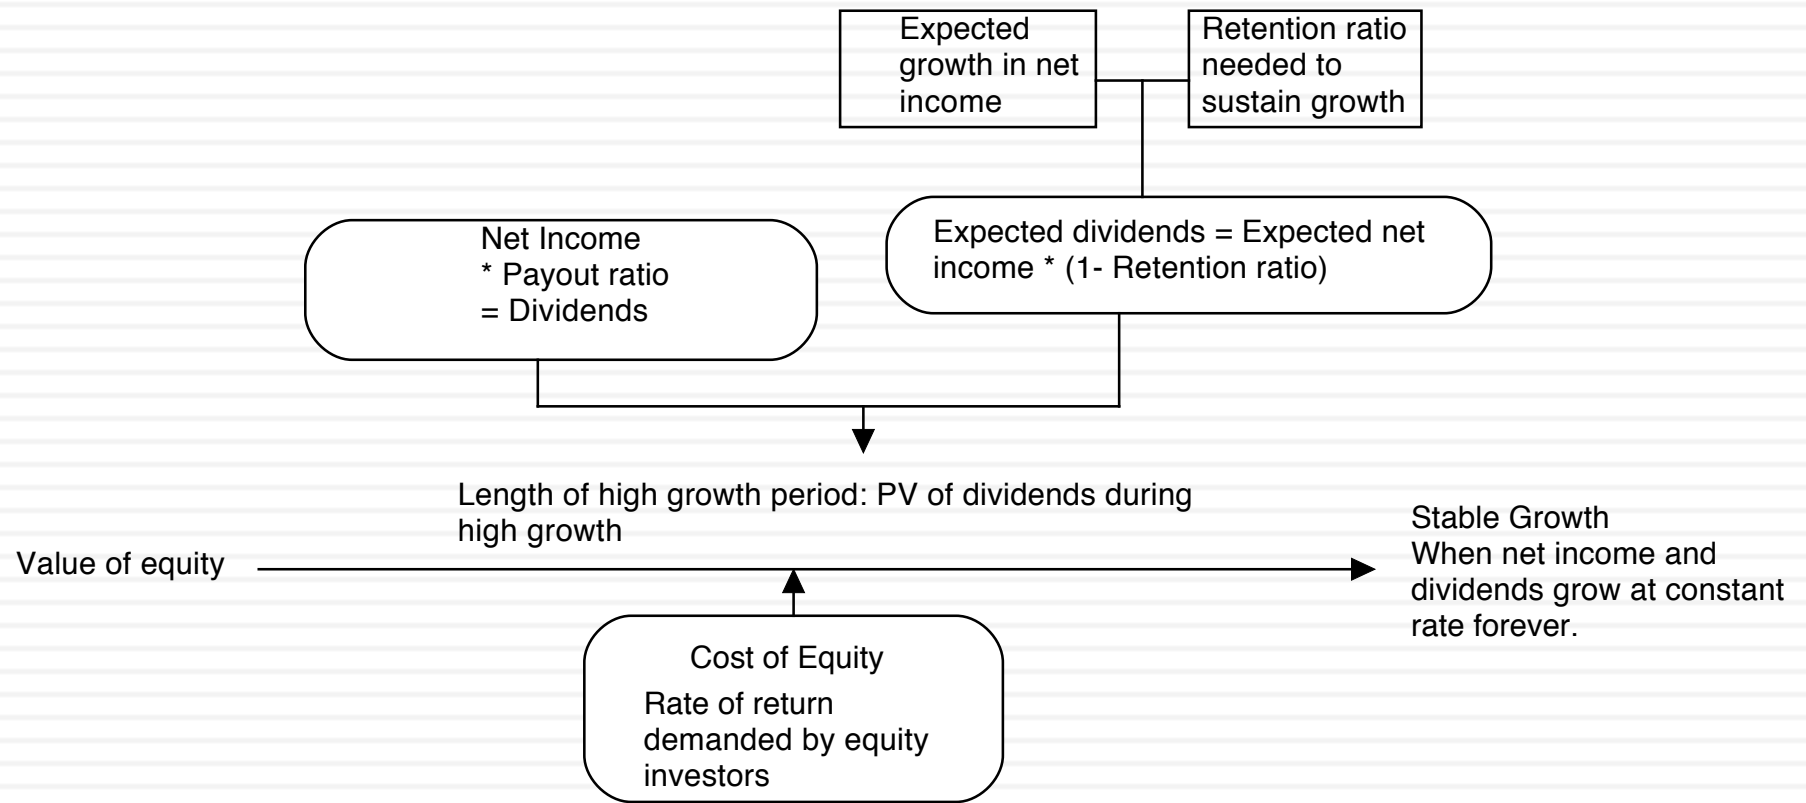 Expected
growth in net
income
Retention ratio
needed to
sustain growth
Net Income
* Payout ratio
= Dividends
Expected dividends = Expected net
income * (1- Retention ratio)
Length of high growth period: PV of dividends during
high growth
Value of equity
Stable Growth
When net income and
dividends grow at constant
rate forever.
Cost of Equity
Rate of return
demanded by equity
investors